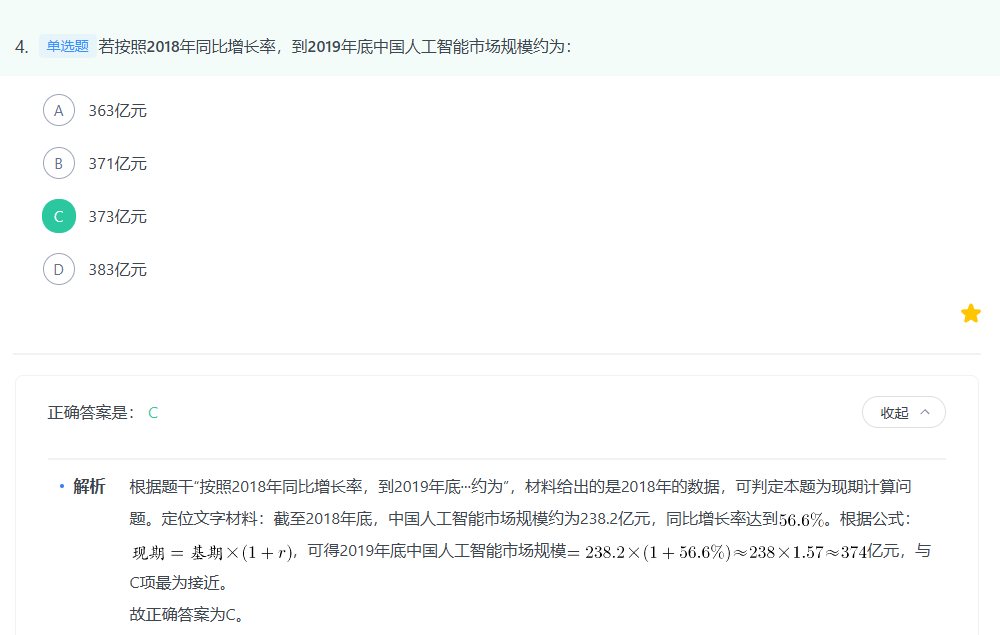 4. 单选题 若按照2018年同比增长率，到2019年底中国人工智能市场规模约为：
A 363亿元
B 371亿元
C 373亿元
D 383亿元
正确答案是： C
收起
• 解析 根据题干“按照2018年同比增长率，到2019年底···约为”，材料给出的是2018年的数据，可判定本题为现期计算问
题。定位文字材料：截至2018年底，中国人工智能市场规模约为238.2亿元，同比增长率达到56.6%。根据公式：
现期 = 基期×(1 + r)，可得2019年底中国人工智能市场规模= 238.2×(1 + 56.6%)≈238×1.57≈374亿元，与
C项最为接近。
故正确答案为C。